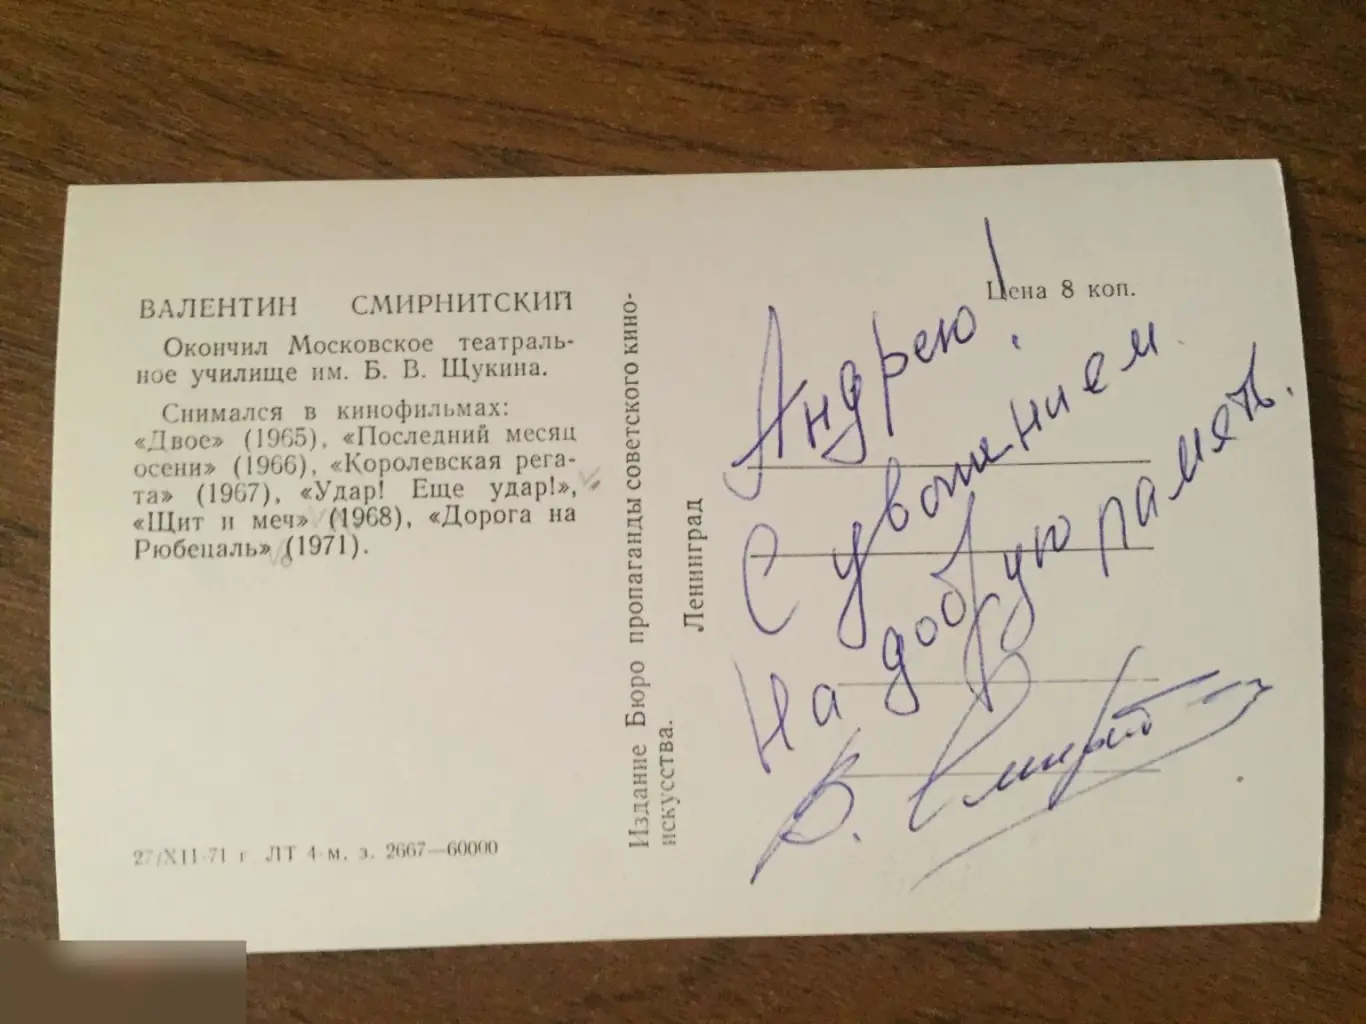 ВАЛЕНТИН СМИРНИТСКИЙ
Окончил Московское театраль-
ное училище им. Б. В. Щукина.
Снимался в кинофильмах:
«Двое» (1965), «Последний месяц
осени» (1966), «Королевская рега-
та» (1967), «Удар! Еще удар!»,
«Щит и меч» (1968), «Дорога на
Рюбецаль» (1971).
27/XII-71 г ЛТ 4-м. з. 2667—60000
Издание Бюро пропаганды советского кино-
искусства.
Ленинград
Цена 8 коп.
Андрею!
С уважением
На добрую память.
В. Смирнит